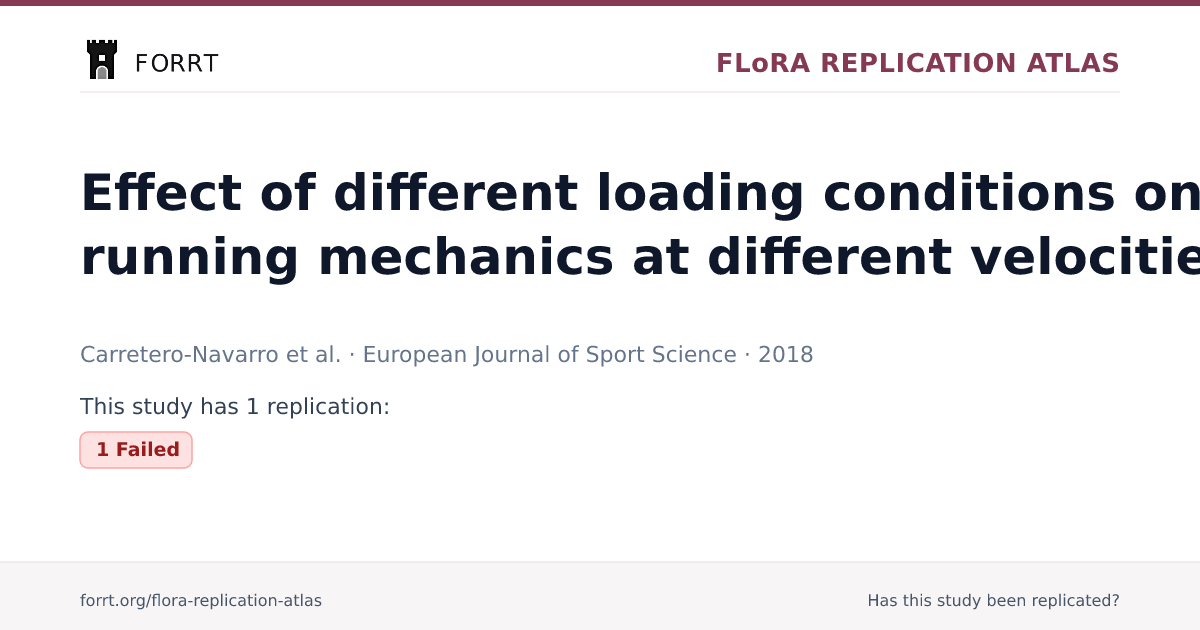 FORRT
FLoRA REPLICATION ATLAS
Effect of different loading conditions on
running mechanics at different velocitie
Carretero-Navarro et al. · European Journal of Sport Science · 2018
This study has 1 replication:
1 Failed
forrt.org/flora-replication-atlas
Has this study been replicated?